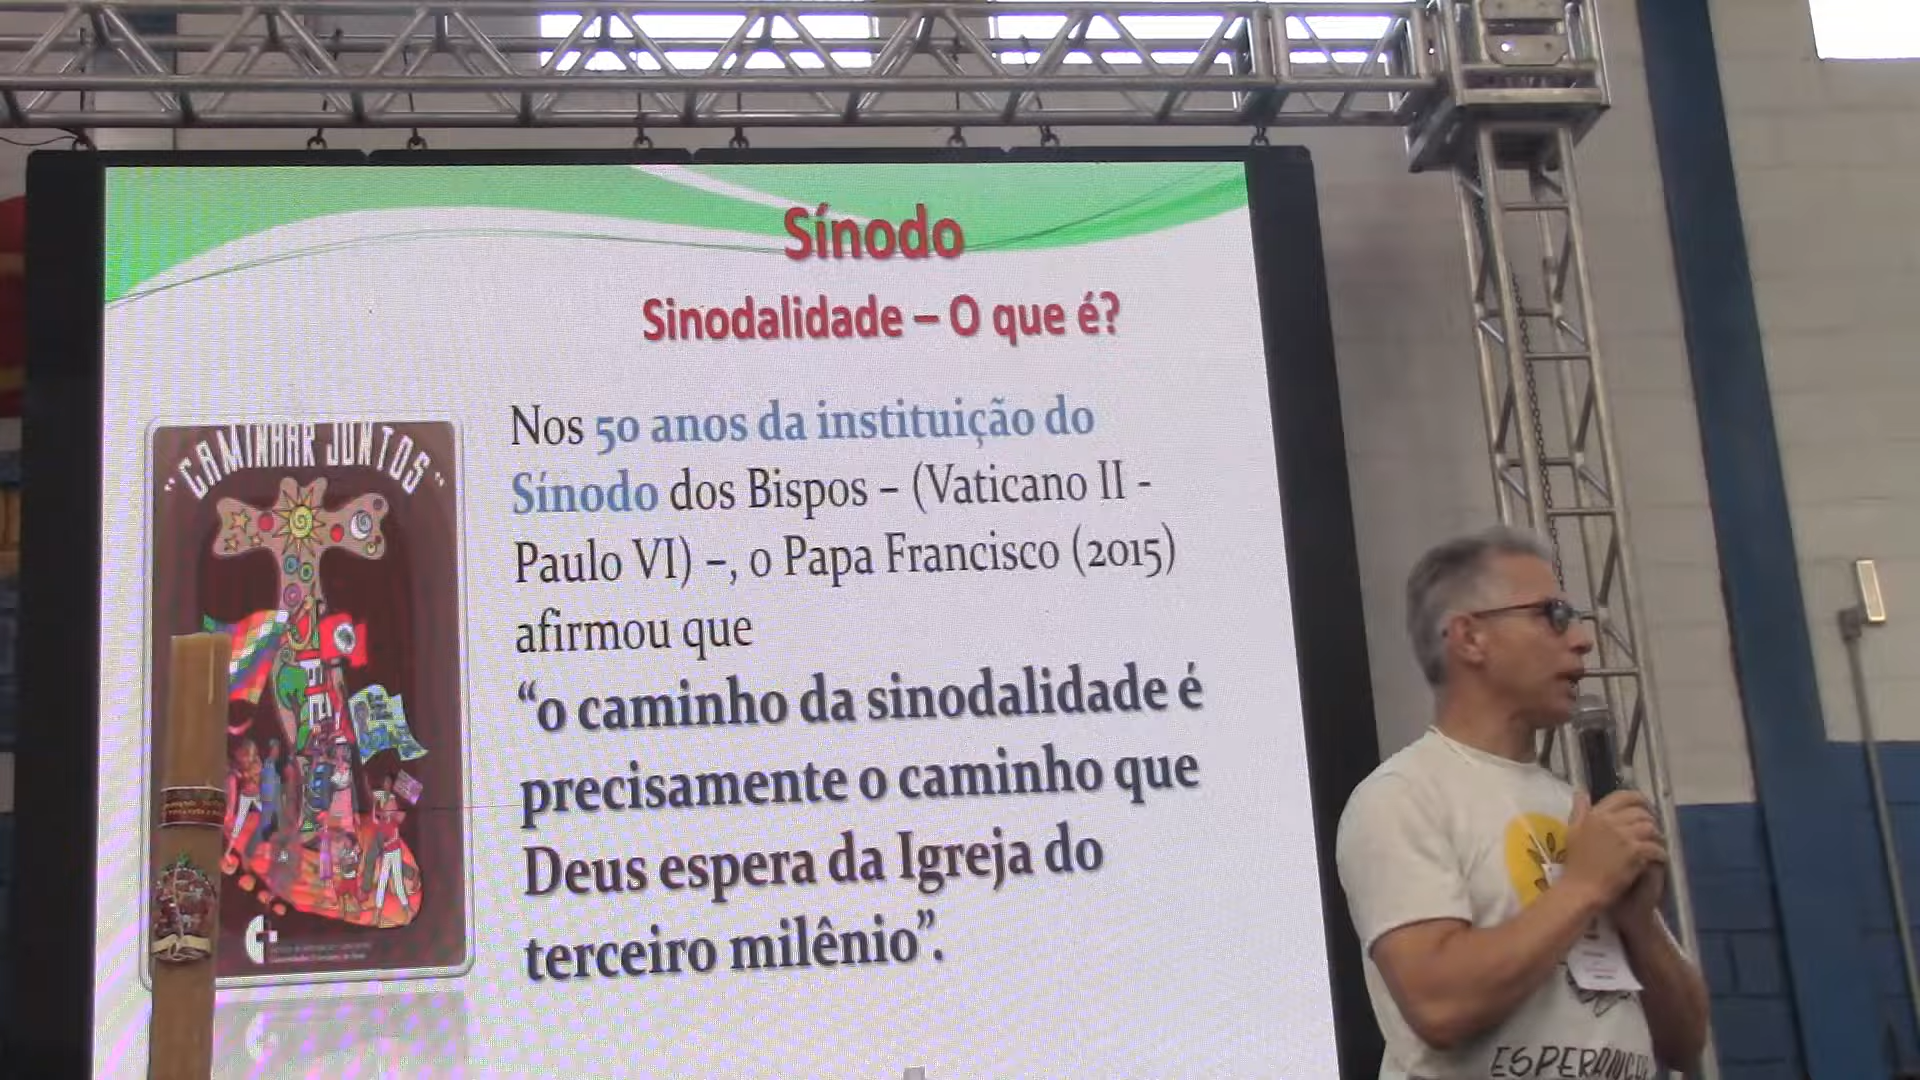 Sínodo
Sinodalidade – O que é?
Nos 50 anos da instituição do
Sínodo dos Bispos – (Vaticano II -
Paulo VI) –, o Papa Francisco (2015)
afirmou que
“o caminho da sinodalidade é
precisamente o caminho que
Deus espera da Igreja do
terceiro milênio”.
"CAMINHAR JUNTOS"